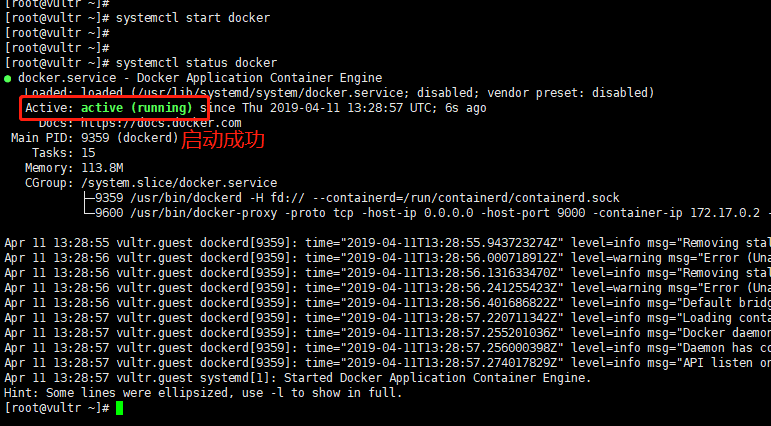 [root@vultr ~]#
[root@vultr ~]# systemctl start docker
[root@vultr ~]#
[root@vultr ~]#
[root@vultr ~]# systemctl status docker
● docker.service - Docker Application Container Engine
Loaded: loaded (/usr/lib/systemd/system/docker.service; disabled; vendor preset: disabled)
Active: active (running) since Thu 2019-04-11 13:28:57 UTC; 6s ago
Docs: https://docs.docker.com
Main PID: 9359 (dockerd) 启动成功
Tasks: 15
Memory: 113.8M
CGroup: /system.slice/docker.service
├─9359 /usr/bin/dockerd -H fd:// --containerd=/run/containerd/containerd.sock
└─9600 /usr/bin/docker-proxy -proto tcp -host-ip 0.0.0.0 -host-port 9000 -container-ip 172.17.0.2 -
Apr 11 13:28:55 vultr.guest dockerd[9359]: time="2019-04-11T13:28:55.943723274Z" level=info msg="Removing stal
Apr 11 13:28:56 vultr.guest dockerd[9359]: time="2019-04-11T13:28:56.000718912Z" level=warning msg="Error (Una
Apr 11 13:28:56 vultr.guest dockerd[9359]: time="2019-04-11T13:28:56.131633470Z" level=info msg="Removing stal
Apr 11 13:28:56 vultr.guest dockerd[9359]: time="2019-04-11T13:28:56.241255423Z" level=warning msg="Error (Una
Apr 11 13:28:56 vultr.guest dockerd[9359]: time="2019-04-11T13:28:56.401686822Z" level=info msg="Default bridg
Apr 11 13:28:57 vultr.guest dockerd[9359]: time="2019-04-11T13:28:57.220711342Z" level=info msg="Loading conta
Apr 11 13:28:57 vultr.guest dockerd[9359]: time="2019-04-11T13:28:57.255201036Z" level=info msg="Docker daemon
Apr 11 13:28:57 vultr.guest dockerd[9359]: time="2019-04-11T13:28:57.256000398Z" level=info msg="Daemon has co
Apr 11 13:28:57 vultr.guest dockerd[9359]: time="2019-04-11T13:28:57.274017829Z" level=info msg="API listen on
Apr 11 13:28:57 vultr.guest systemd[1]: Started Docker Application Container Engine.
Hint: Some lines were ellipsized, use -l to show in full.
[root@vultr ~]#